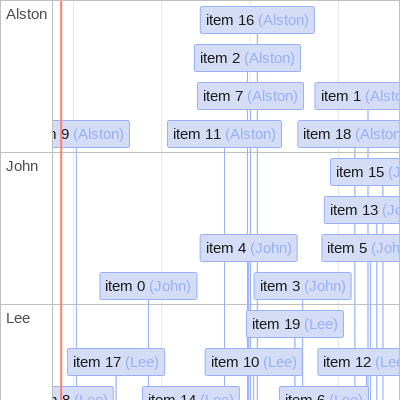 Alston
item 16 (Alston)
item 2 (Alston)
item 7 (Alston)
item 1 (Alsto
9 (Alston)
item 11 (Alston)
item 18 (Alston
John
item 15 (J
item 13 (Jo
item 4 (John)
item 5 (Joh
item 0 (John)
item 3 (John)
Lee
item 19 (Lee)
item 17 (Lee)
item 10 (Lee)
item 12 (Lee
8 (Lee)
item 14 (Lee)
item 6 (Lee)